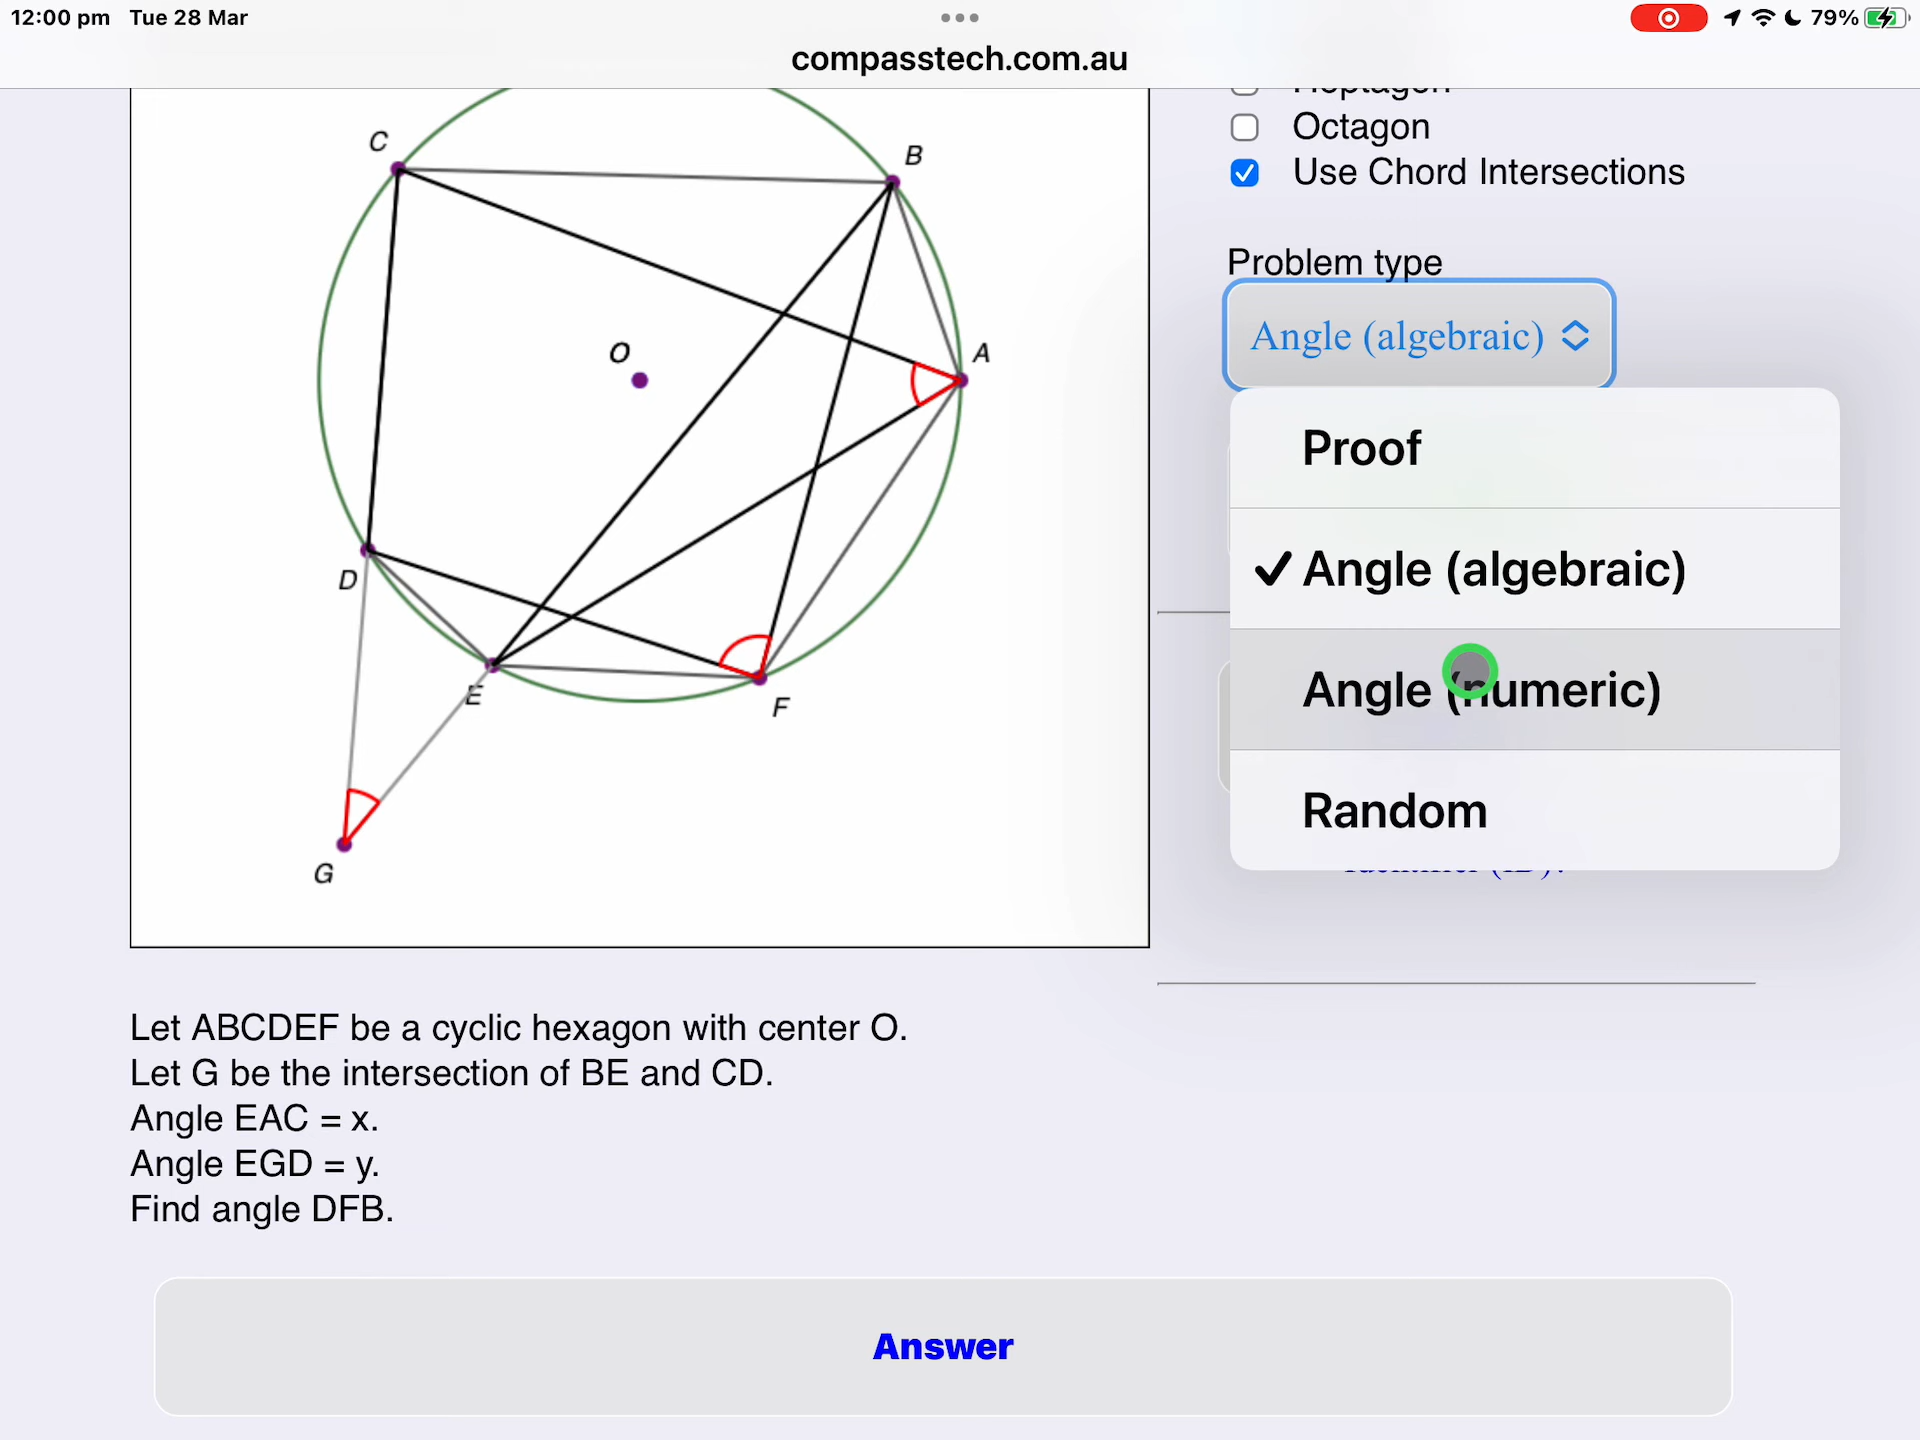 12:00 pm Tue 28 Mar
79%
compasstech.com.au
Octagon
Use Chord Intersections
Problem type
Angle (algebraic)
Proof
✓ Angle (algebraic)
Angle (numeric)
Random
C
B
O
A
D
E
F
G
Let ABCDEF be a cyclic hexagon with center O.
Let G be the intersection of BE and CD.
Angle EAC = x.
Angle EGD = y.
Find angle DFB.
Answer